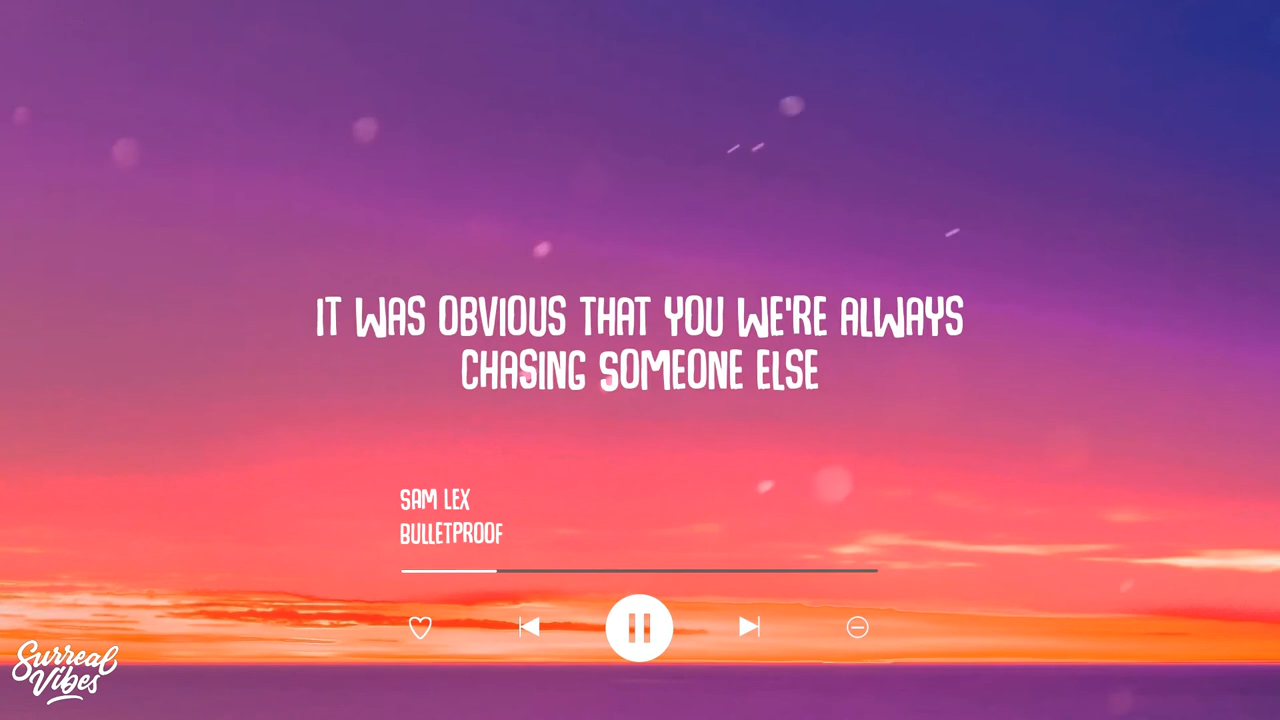 IT WAS OBVIOUS THAT YOU WE'RE ALWAYS
CHASING SOMEONE ELSE
SAM LEX
BULLETPROOF
Surreal
Vibes